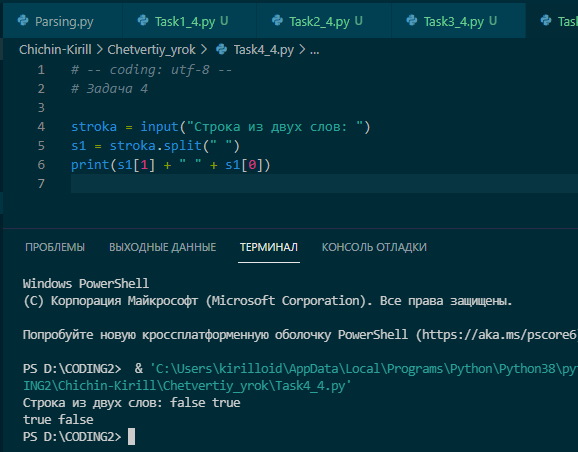 Parsing.py Task1_4.py U Task2_4.py U Task3_4.py U Task
Chichin-Kirill > Chetvertiy_yrok > Task4_4.py > ...
1 # -- coding: utf-8 --
2 # Задача 4
3
4 stroka = input("Строка из двух слов: ")
5 s1 = stroka.split(" ")
6 print(s1[1] + " " + s1[0])
7
ПРОБЛЕМЫ ВЫХОДНЫЕ ДАННЫЕ ТЕРМИНАЛ КОНСОЛЬ ОТЛАДКИ
Windows PowerShell
(C) Корпорация Майкрософт (Microsoft Corporation). Все права защищены.
Попробуйте новую кроссплатформенную оболочку PowerShell (https://aka.ms/pscore6
PS D:\CODING2> & 'C:\Users\kirilloid\AppData\Local\Programs\Python\Python38\py
ING2\Chichin-Kirill\Chetvertiy_yrok\Task4_4.py'
Строка из двух слов: false true
true false
PS D:\CODING2>